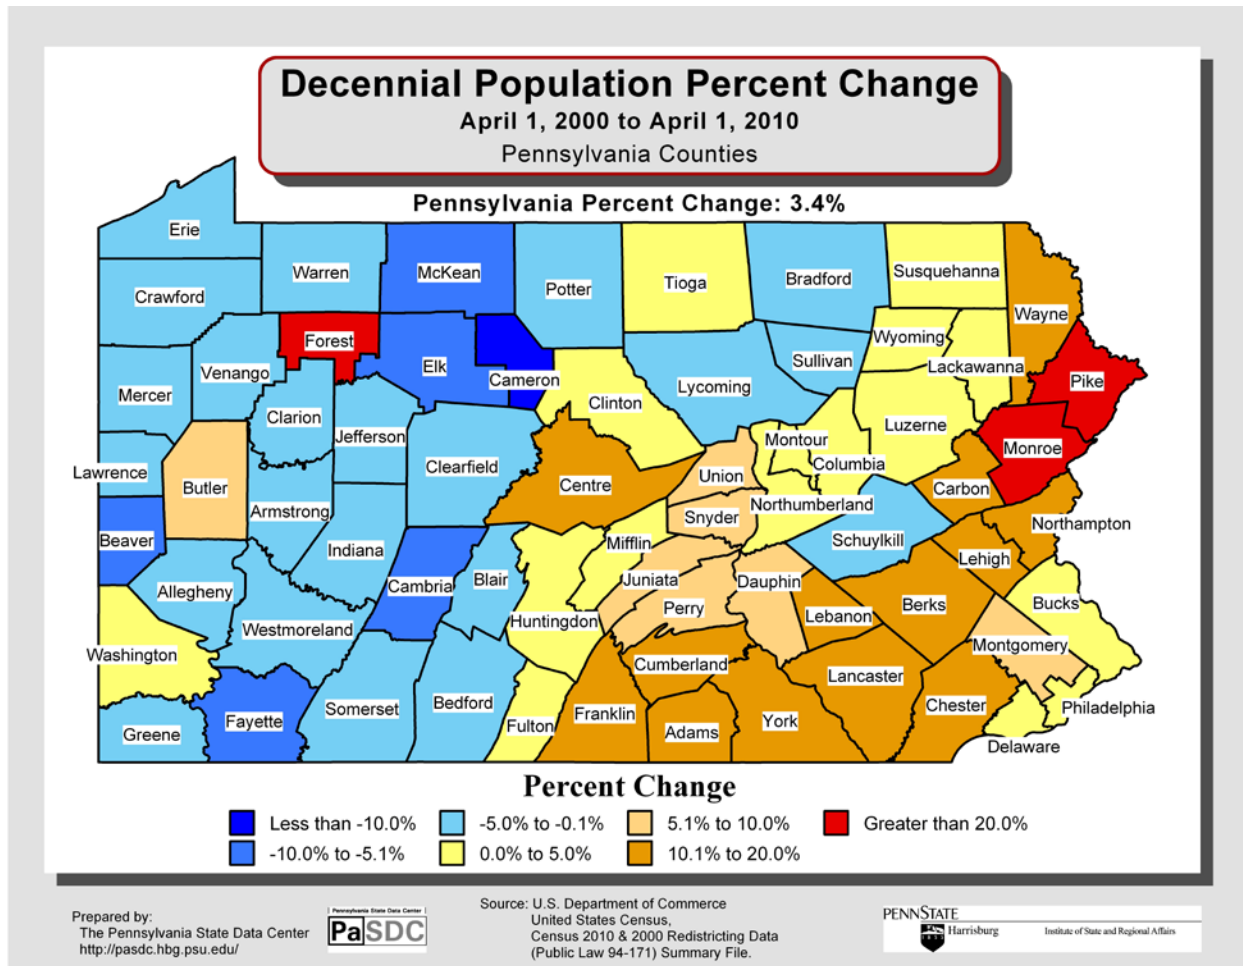 Decennial Population Percent Change
April 1, 2000 to April 1, 2010
Pennsylvania Counties
Pennsylvania Percent Change: 3.4%
Erie
Warren
McKean
Potter
Tioga
Bradford
Susquehanna
Crawford
Wayne
Forest
Wyoming
Venango
Elk
Cameron
Sullivan
Lackawanna
Pike
Mercer
Lycoming
Clinton
Clarion
Luzerne
Jefferson
Montour
Monroe
Lawrence
Clearfield
Columbia
Butler
Centre
Union
Carbon
Armstrong
Northumberland
Snyder
Northampton
Beaver
Indiana
Mifflin
Schuylkill
Lehigh
Allegheny
Cambria
Blair
Juniata
Dauphin
Berks
Bucks
Perry
Lebanon
Huntingdon
Westmoreland
Montgomery
Washington
Cumberland
Lancaster
Somerset
Bedford
Chester
Philadelphia
Franklin
Fayette
York
Fulton
Adams
Greene
Delaware
Percent Change
Less than -10.0%
-5.0% to -0.1%
5.1% to 10.0%
Greater than 20.0%
-10.0% to -5.1%
0.0% to 5.0%
10.1% to 20.0%
Prepared by:
The Pennsylvania State Data Center
http://pasdc.hbg.psu.edu/
Pennsylvania State Data Center
PaSDC
Source: U.S. Department of Commerce
United States Census,
Census 2010 & 2000 Redistricting Data
(Public Law 94-171) Summary File.
PENNSTATE
Harrisburg
Institute of State and Regional Affairs